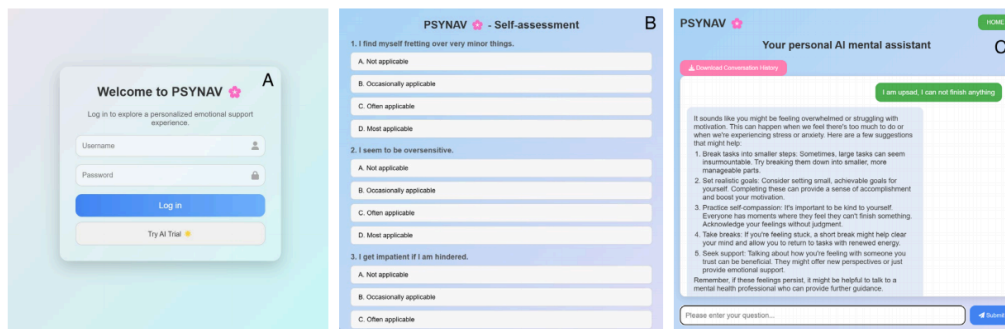 A
Welcome to PSYNAV
Log in to explore a personalized emotional support
experience.
Username
Password
Log in
Try AI Trial
B
PSYNAV - Self-assessment
1. I find myself fretting over very minor things.
A. Not applicable
B. Occasionally applicable
C. Often applicable
D. Most applicable
2. I seem to be oversensitive.
A. Not applicable
B. Occasionally applicable
C. Often applicable
D. Most applicable
3. I get impatient if I am hindered.
A. Not applicable
B. Occasionally applicable
C. Often applicable
PSYNAV
HOME
C
Your personal AI mental assistant
Download Conversation History
I am upsad, I can not finish anything
It sounds like you might be feeling overwhelmed or struggling with
motivation. This can happen when we feel there's too much to do or
when we're experiencing stress or anxiety. Here are a few suggestions
that might help:
1. Break tasks into smaller steps: Sometimes, large tasks can seem
insurmountable. Try breaking them down into smaller, more
manageable parts.
2. Set realistic goals: Consider setting small, achievable goals for
yourself. Completing these can provide a sense of accomplishment
and boost your motivation.
3. Practice self-compassion: It's important to be kind to yourself.
Everyone has moments where they feel they can't finish something.
Acknowledge your feelings without judgment.
4. Take breaks: If you're feeling stuck, a short break might help clear
your mind and allow you to return to tasks with renewed energy.
5. Seek support: Talking about how you're feeling with someone you
trust can be beneficial. They might offer new perspectives or just
provide emotional support.
Remember, if these feelings persist, it might be helpful to talk to a
mental health professional who can provide further guidance.
Please enter your question...
Submit